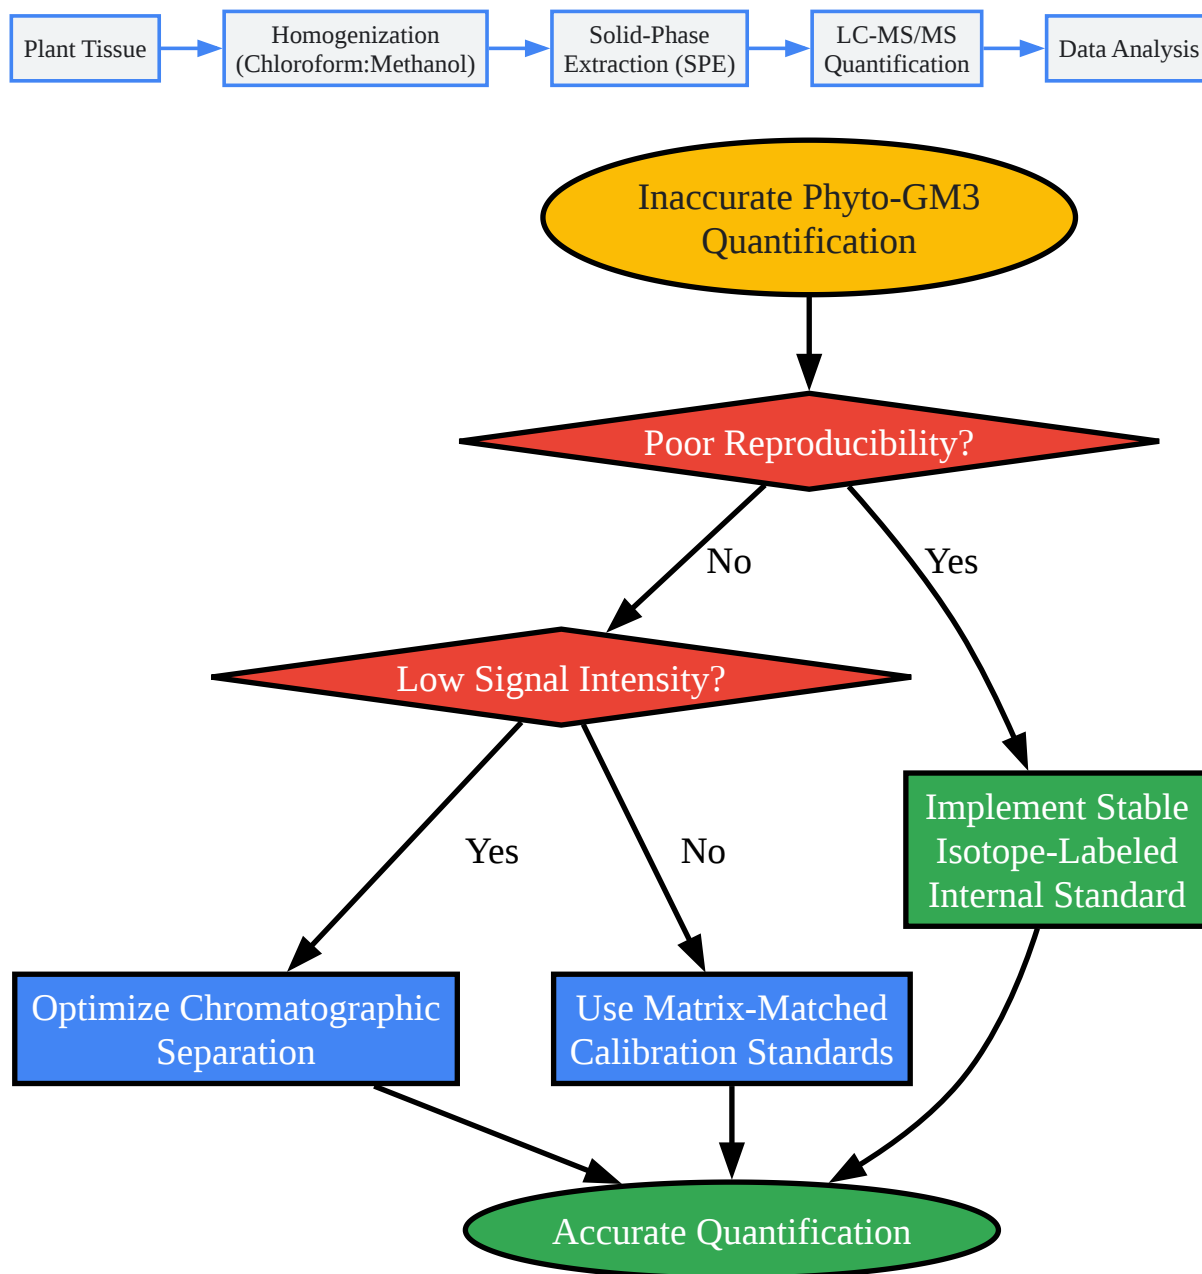 Plant Tissue
Homogenization
(Chloroform:Methanol)
Solid-Phase
Extraction (SPE)
LC-MS/MS
Quantification
Data Analysis
Inaccurate Phyto-GM3
Quantification
Poor Reproducibility?
No
Yes
Low Signal Intensity?
Implement Stable
Isotope-Labeled
Internal Standard
Yes
No
Optimize Chromatographic
Separation
Use Matrix-Matched
Calibration Standards
Accurate Quantification